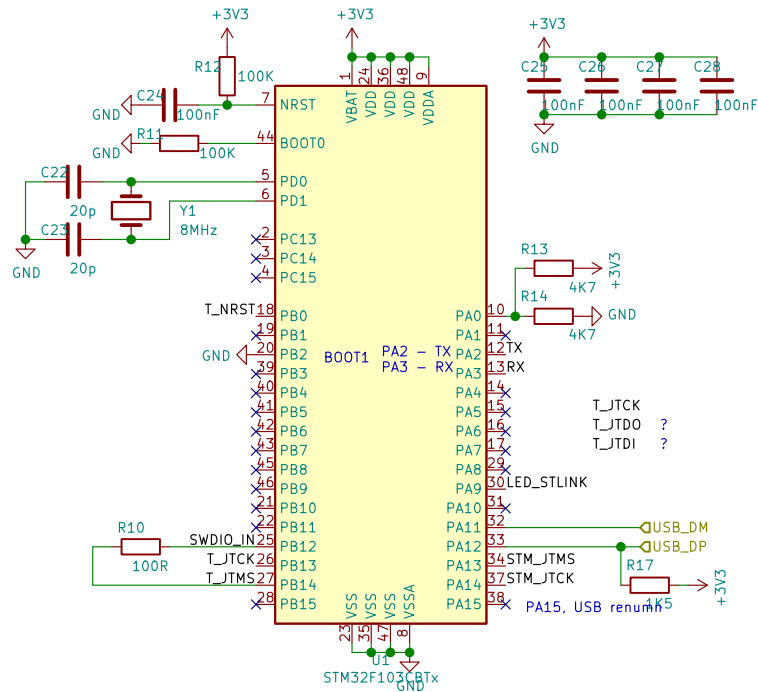 +3V3
+3V3
+3V3
R12
100K
C24
100nF
GND
R11
100K
GND
C22
20p
C23
20p
GND
Y1
8MHz
C25
100nF
C26
100nF
C27
100nF
C28
100nF
GND
1 VBAT
24 VDD
36 VDD
48 VDD
9 VDDA
7 NRST
44 BOOT0
5 PD0
6 PD1
2 PC13
3 PC14
4 PC15
T_NRST 18 PB0
19 PB1
GND 20 PB2 BOOT1
39 PB3
40 PB4
41 PB5
42 PB6
43 PB7
45 PB8
46 PB9
21 PB10
22 PB11
SWDIO_IN 25 PB12
T_JTCK 26 PB13
T_JTMS 27 PB14
28 PB15
R10
100R
PA2 - TX
PA3 - RX
PA0 10
PA1 11
PA2 12 TX
PA3 13 RX
PA4 14
PA5 15
PA6 16
PA7 17
PA8 29
PA9 30 LED_STLINK
PA10 31
PA11 32 USB_DM
PA12 33 USB_DP
PA13 34 STM_JTMS
PA14 37 STM_JTCK
PA15 38
PA15, USB renumn
R13
4K7
+3V3
R14
4K7
GND
T_JTCK
T_JTDO ?
T_JTDI ?
R17
1K5
+3V3
23 VSS
35 VSS
47 VSS
8 VSSA
U1
STM32F103CBTx
GND